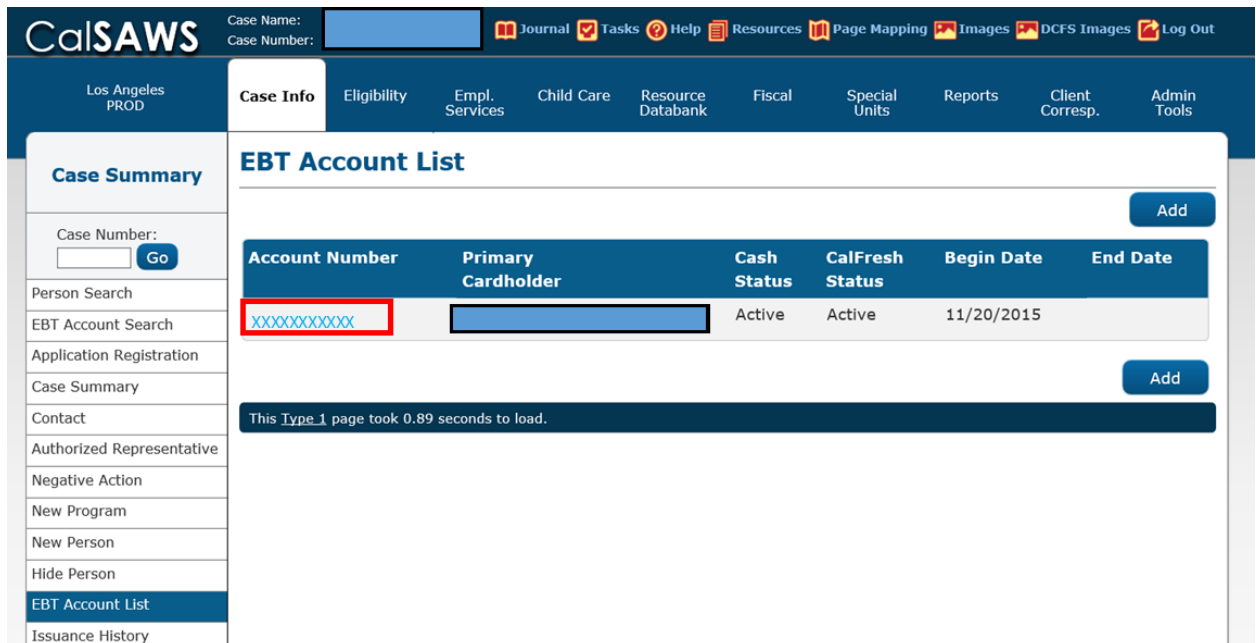 CalSAWS
Case Name:
Case Number:
Journal Tasks Help Resources Page Mapping Images DCFS Images Log Out
Los Angeles
PROD
Case Info
Eligibility
Empl.
Services
Child Care
Resource
Databank
Fiscal
Special
Units
Reports
Client
Corresp.
Admin
Tools
Case Summary
Case Number:
Go
Person Search
EBT Account Search
Application Registration
Case Summary
Contact
Authorized Representative
Negative Action
New Program
New Person
Hide Person
EBT Account List
Issuance History
EBT Account List
Add
Account Number
Primary
Cardholder
Cash
Status
CalFresh
Status
Begin Date
End Date
XXXXXXXXXXX
Active
Active
11/20/2015
Add
This Type 1 page took 0.89 seconds to load.